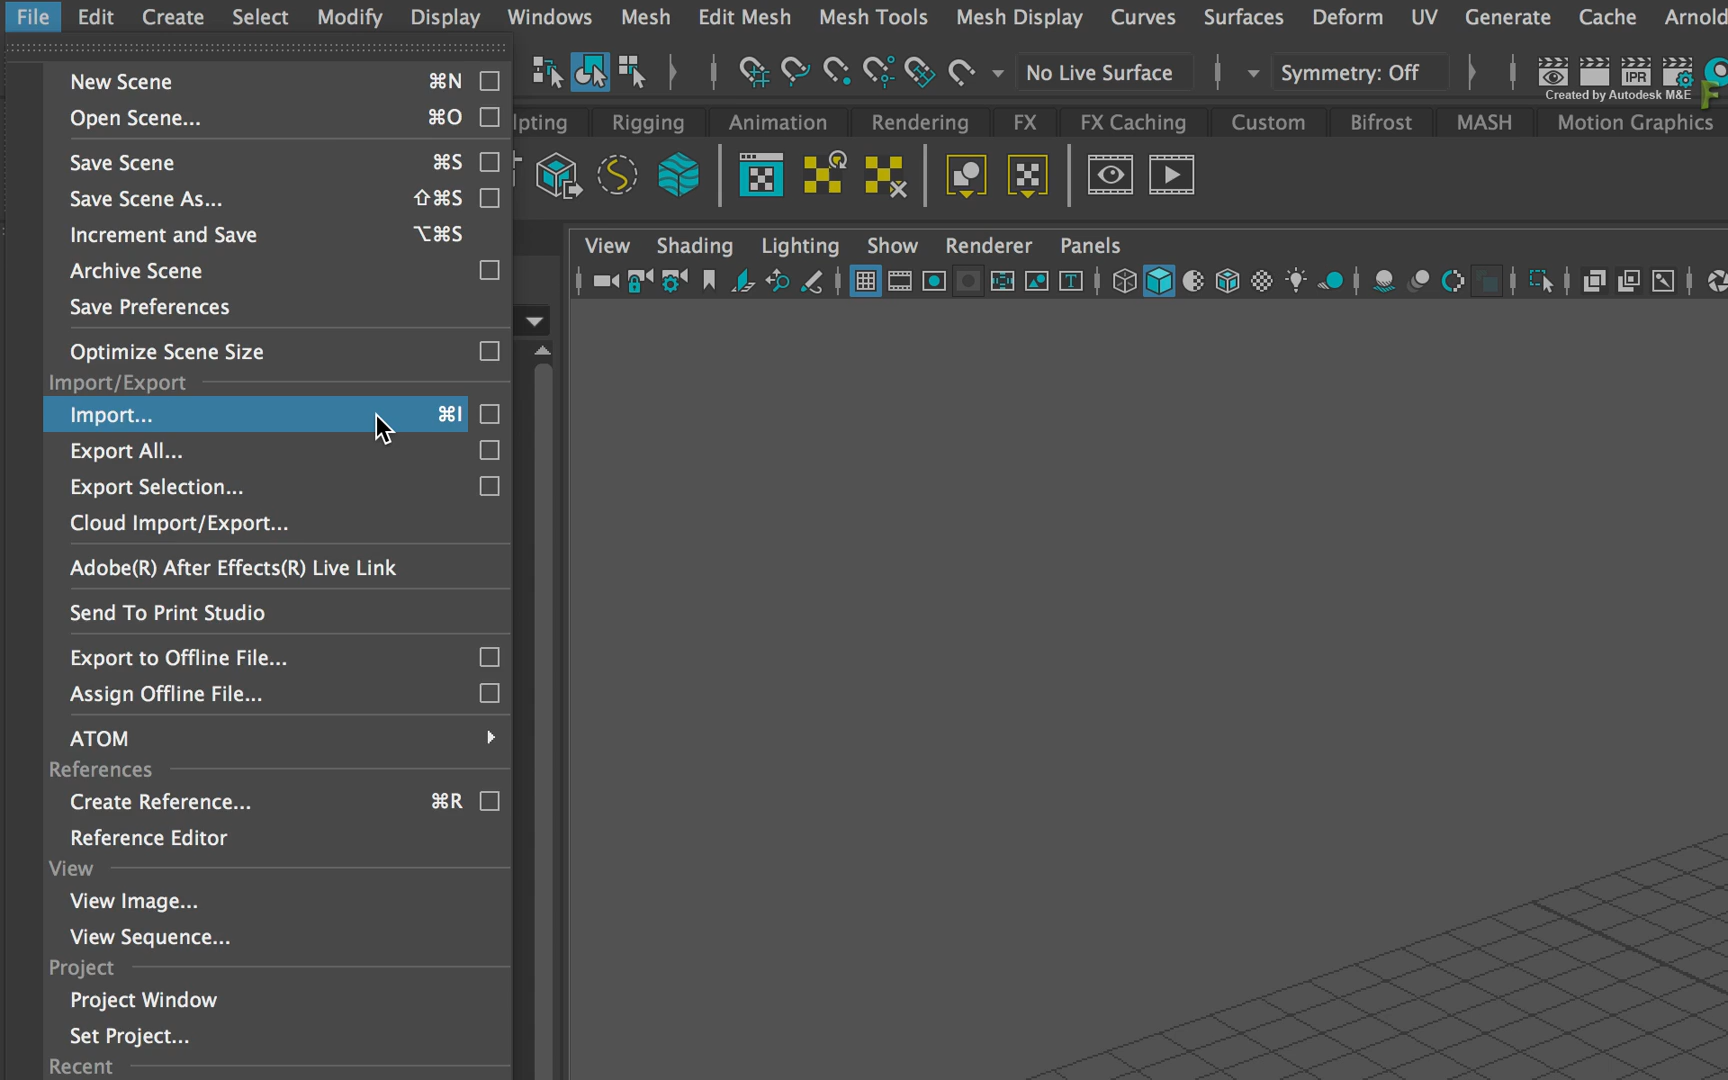 File Edit Create Select Modify Display Windows Mesh Edit Mesh Mesh Tools Mesh Display Curves Surfaces Deform UV Generate Cache Arnold
No Live Surface Symmetry: Off IPR
Created by Autodesk M&E
pting Rigging Animation Rendering FX FX Caching Custom Bifrost MASH Motion Graphics
View Shading Lighting Show Renderer Panels
New Scene ⌘N
Open Scene... ⌘O
Save Scene ⌘S
Save Scene As... ⇧⌘S
Increment and Save ⌥⌘S
Archive Scene
Save Preferences
Optimize Scene Size
Import/Export
Import... ⌘I
Export All...
Export Selection...
Cloud Import/Export...
Adobe(R) After Effects(R) Live Link
Send To Print Studio
Export to Offline File...
Assign Offline File...
ATOM
References
Create Reference... ⌘R
Reference Editor
View
View Image...
View Sequence...
Project
Project Window
Set Project...
Recent